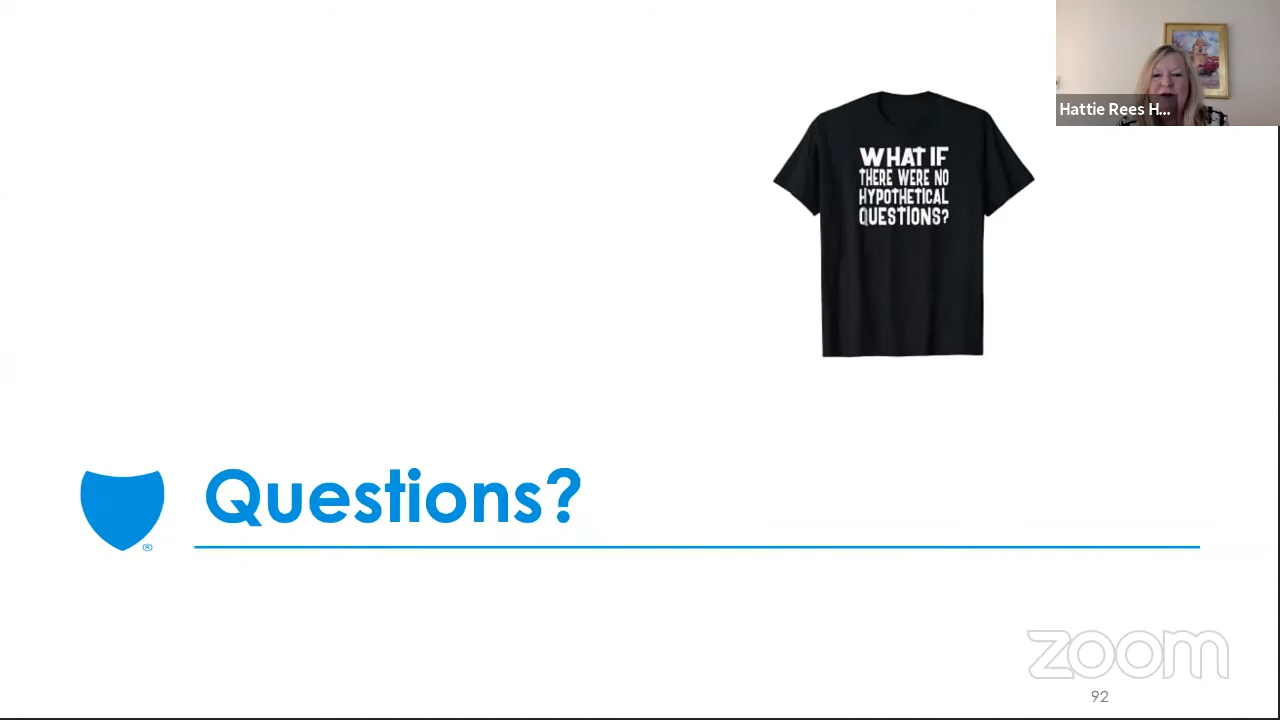 Hattie Rees H...
WHAT IF
THERE WERE NO
HYPOTHETICAL
QUESTIONS?
Questions?
®
zoom
92